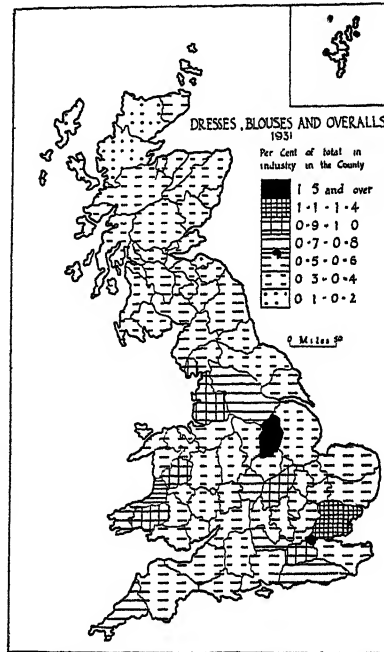 DRESSES, BLOUSES AND OVERALLS
1931
Per Cent of total in
industry in the County
1 5 and over
1-1-1-4
0-9-1 0
0-7-0-8
0-5-0-6
0 3-0-4
0 1-0-2
0 Miles 50